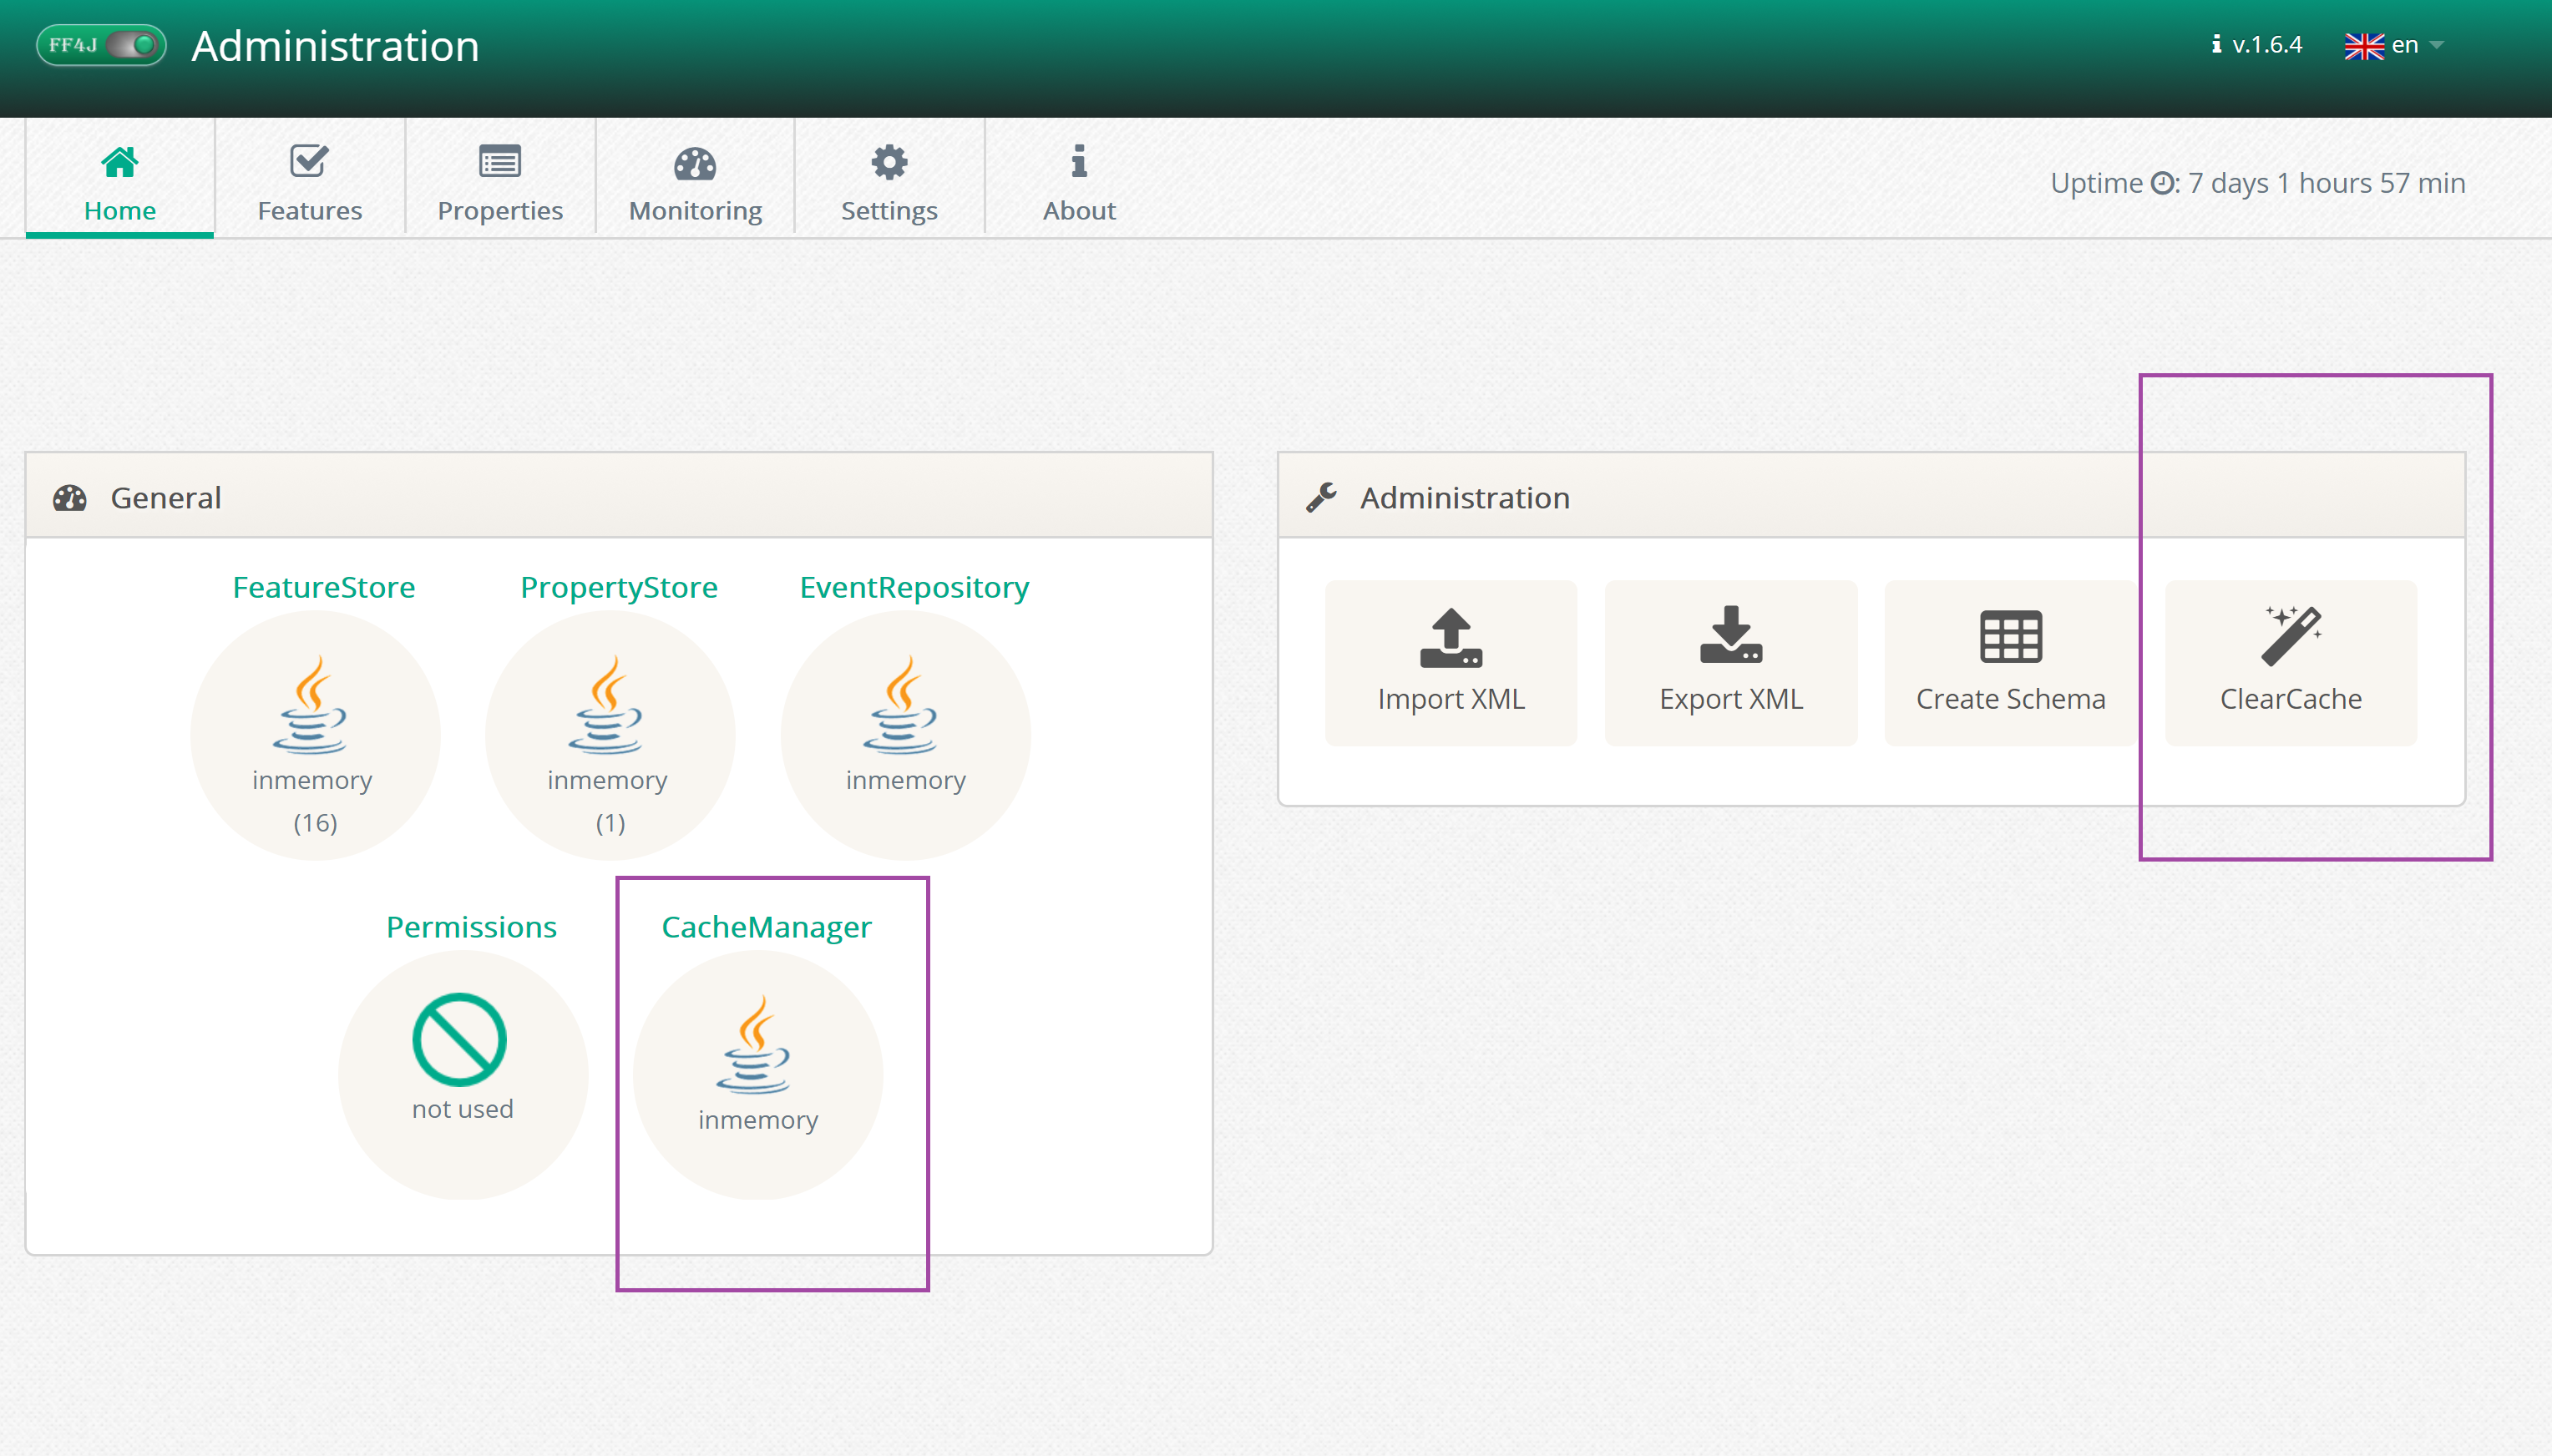 FF4J Administration
v.1.6.4 en
Home Features Properties Monitoring Settings About
Uptime : 7 days 1 hours 57 min
General
FeatureStore PropertyStore EventRepository
inmemory inmemory inmemory
(16) (1)
Permissions CacheManager
not used inmemory
Administration
Import XML Export XML Create Schema ClearCache